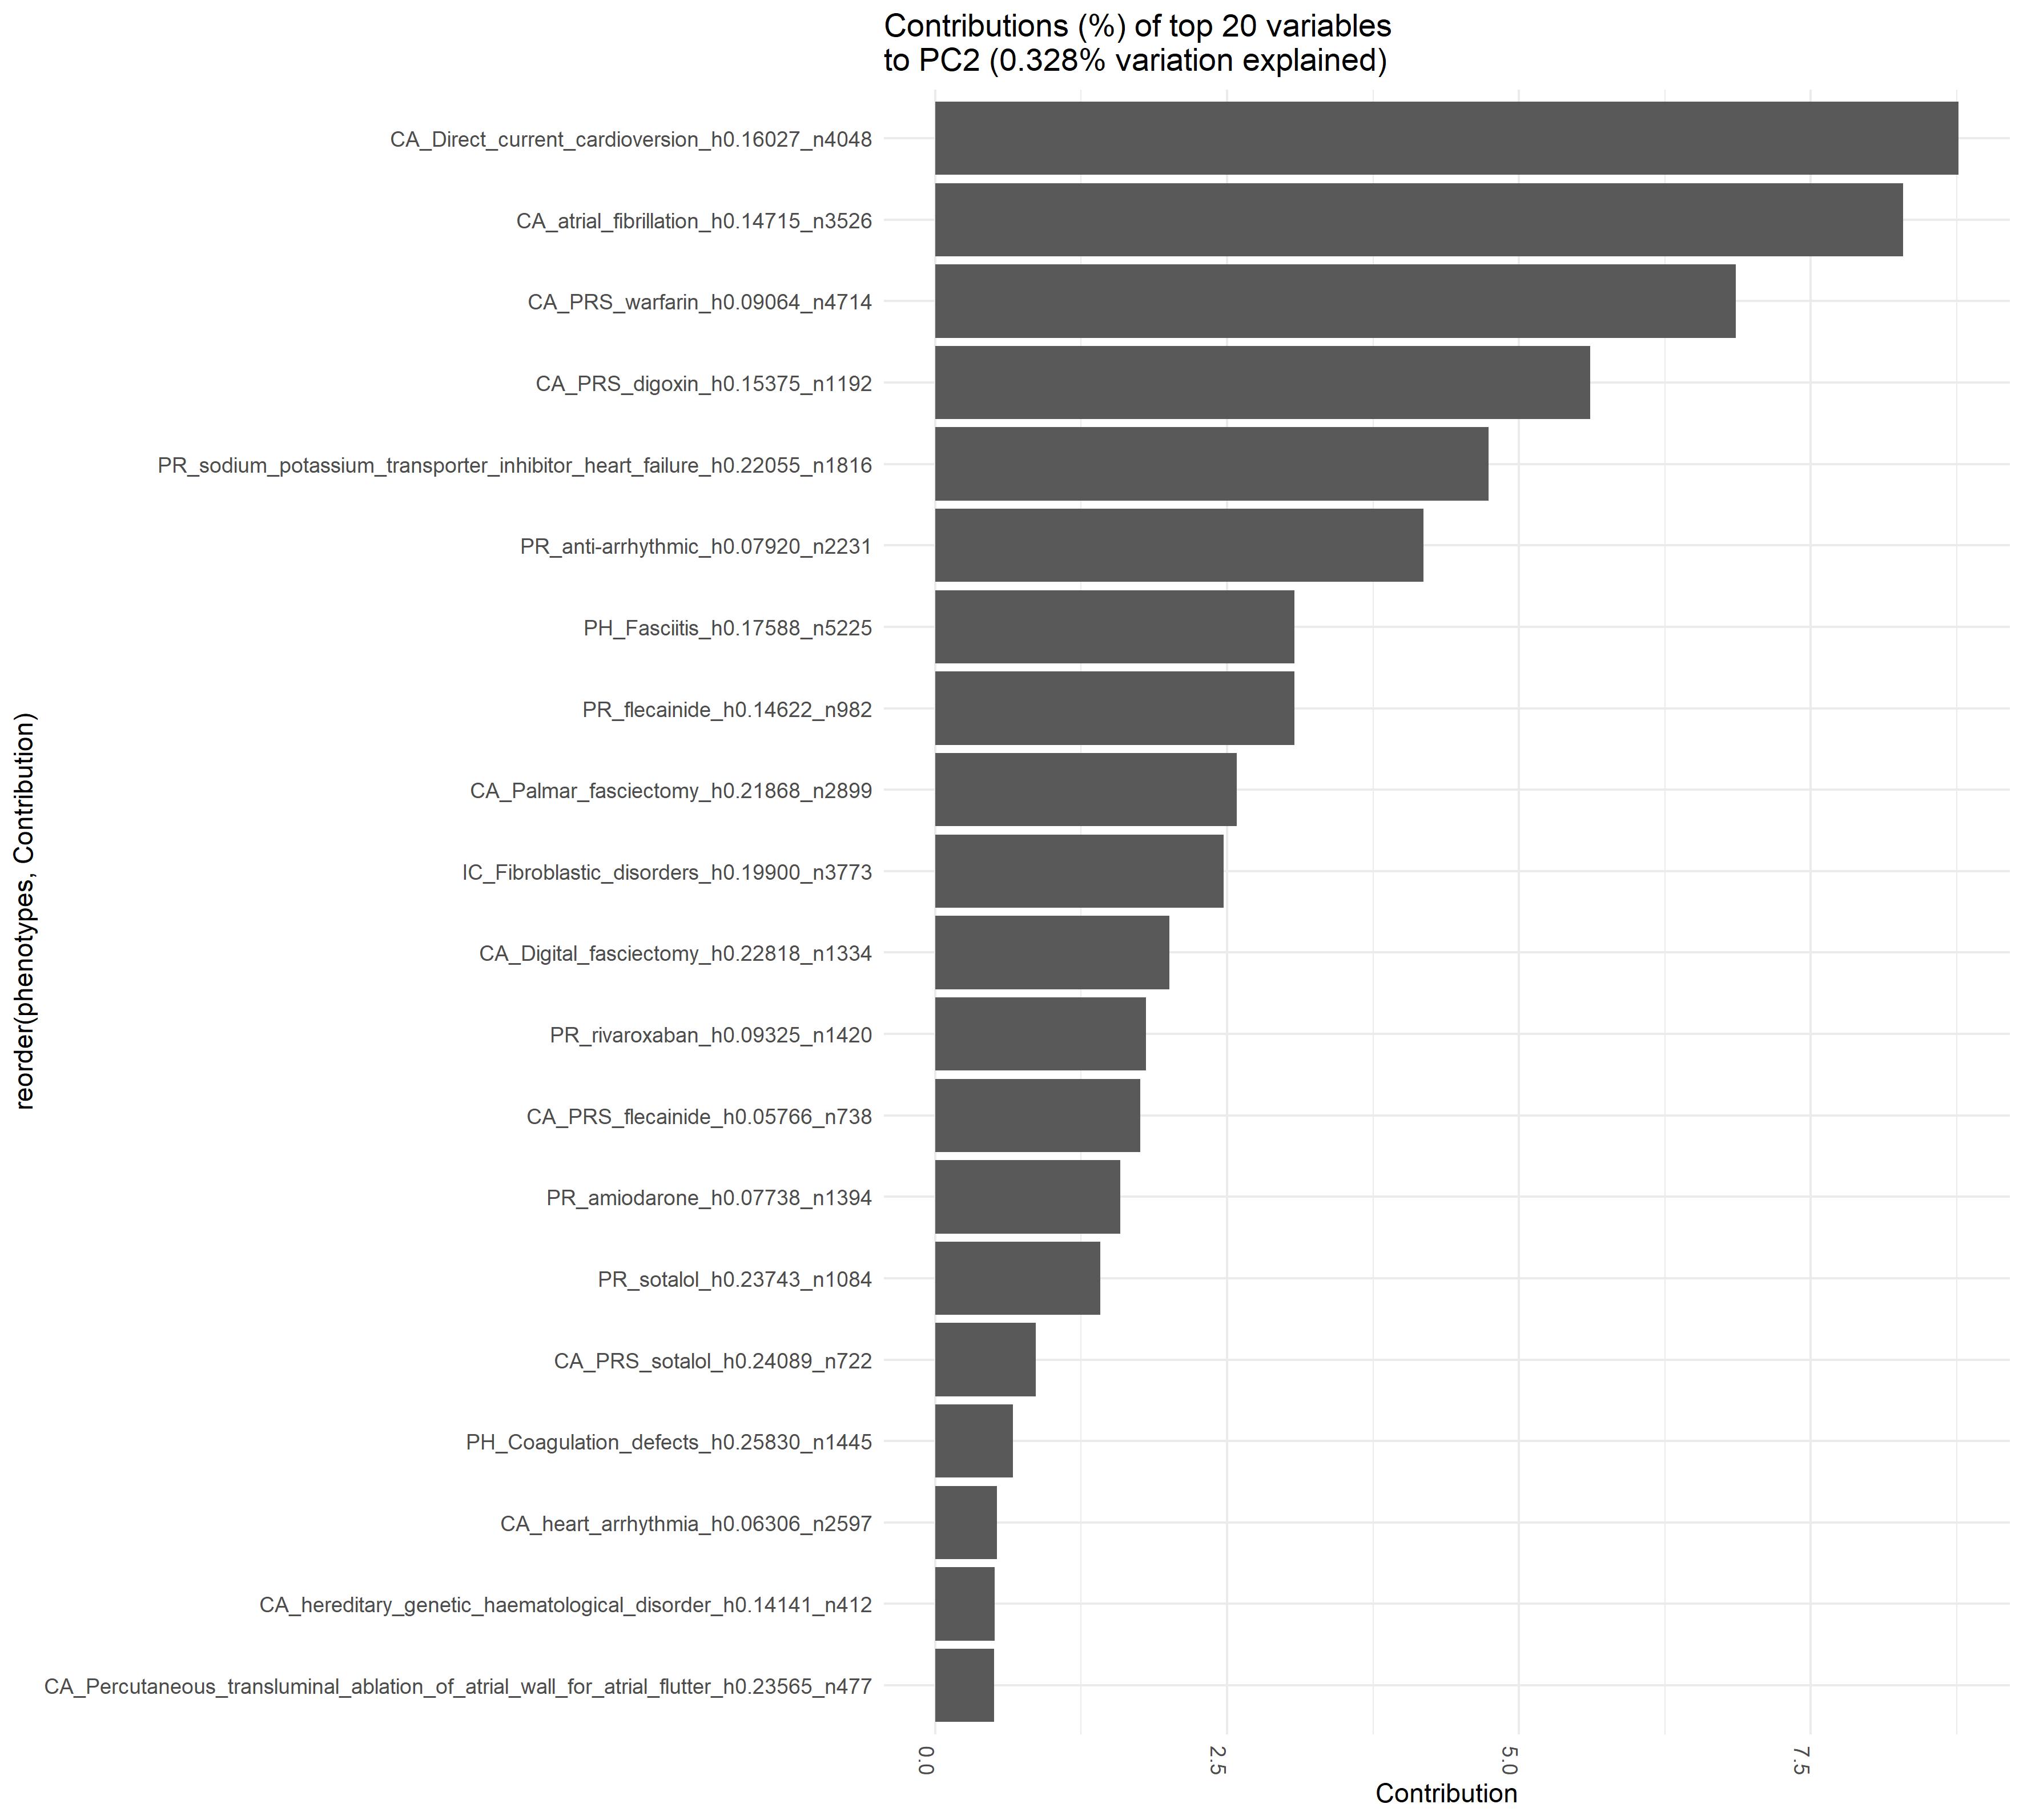 Contributions (%) of top 20 variables
to PC2 (0.328% variation explained)
CA_Direct_current_cardioversion_h0.16027_n4048
CA_atrial_fibrillation_h0.14715_n3526
CA_PRS_warfarin_h0.09064_n4714
CA_PRS_digoxin_h0.15375_n1192
PR_sodium_potassium_transporter_inhibitor_heart_failure_h0.22055_n1816
PR_anti-arrhythmic_h0.07920_n2231
PH_Fasciitis_h0.17588_n5225
PR_flecainide_h0.14622_n982
CA_Palmar_fasciectomy_h0.21868_n2899
IC_Fibroblastic_disorders_h0.19900_n3773
CA_Digital_fasciectomy_h0.22818_n1334
PR_rivaroxaban_h0.09325_n1420
CA_PRS_flecainide_h0.05766_n738
PR_amiodarone_h0.07738_n1394
PR_sotalol_h0.23743_n1084
CA_PRS_sotalol_h0.24089_n722
PH_Coagulation_defects_h0.25830_n1445
CA_heart_arrhythmia_h0.06306_n2597
CA_hereditary_genetic_haematological_disorder_h0.14141_n412
CA_Percutaneous_transluminal_ablation_of_atrial_wall_for_atrial_flutter_h0.23565_n477
reorder(phenotypes, Contribution)
0.0
2.5
5.0
7.5
Contribution